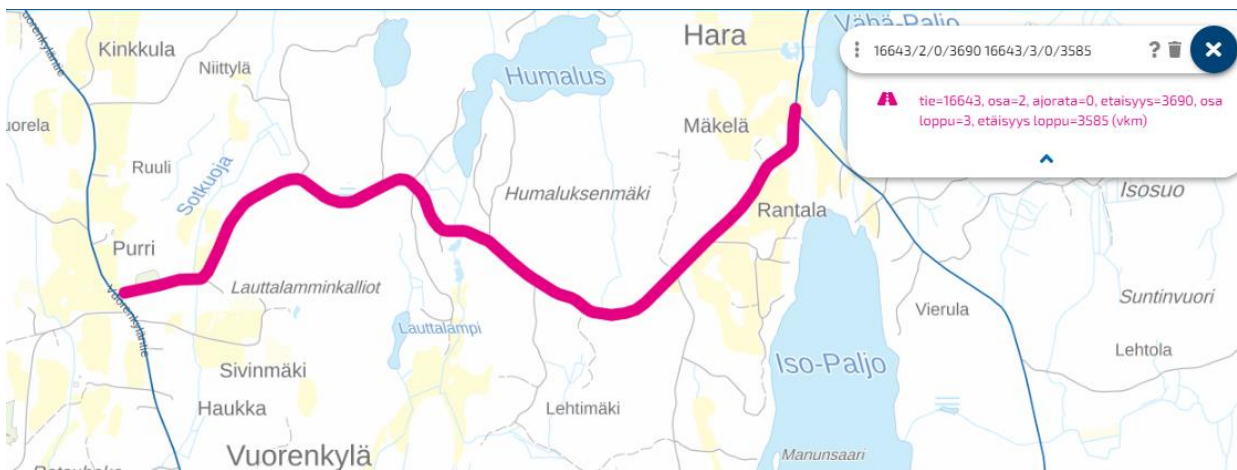 uorenkyläntie
Kinkkula
Niittylä
Humalus
Hara
Vähä-Paljo
16643/2/0/3690 16643/3/0/3585
?
tie=16643, osa=2, ajorata=0, etaisyys=3690, osa
loppu=3, etäisyys loppu=3585 (vkm)
uorela
Ruuli
Sotkuoja
Mäkelä
Humaluksenmäki
Isosuo
Rantala
Purri
Vuorenkyläntie
Lauttalamminkalliot
Lauttalampi
Vierula
Suntinvuori
Sivinmäki
Iso-Paljo
Lehtola
Haukka
Lehtimäki
Vuorenkylä
Manunsaari